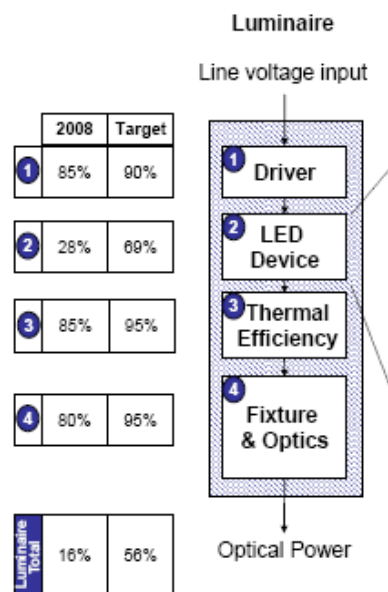 Luminaire
Line voltage input
2008 Target
1 85% 90%
1 Driver
2 28% 69%
2 LED
Device
3 85% 95%
3 Thermal
Efficiency
4 80% 95%
4 Fixture
& Optics
Luminaire
Total 16% 56%
Optical Power